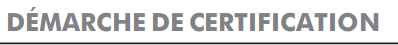 DÉMARCHE DE CERTIFICATION